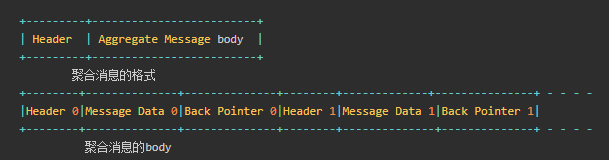 +---------+-------------------------+
| Header | Aggregate Message body |
+---------+-------------------------+
聚合消息的格式
+--------+--------------+--------------+--------+--------------+--------------+ - - - -
|Header 0|Message Data 0|Back Pointer 0|Header 1|Message Data 1|Back Pointer 1|
+--------+--------------+--------------+--------+--------------+--------------+ - - - -
聚合消息的body